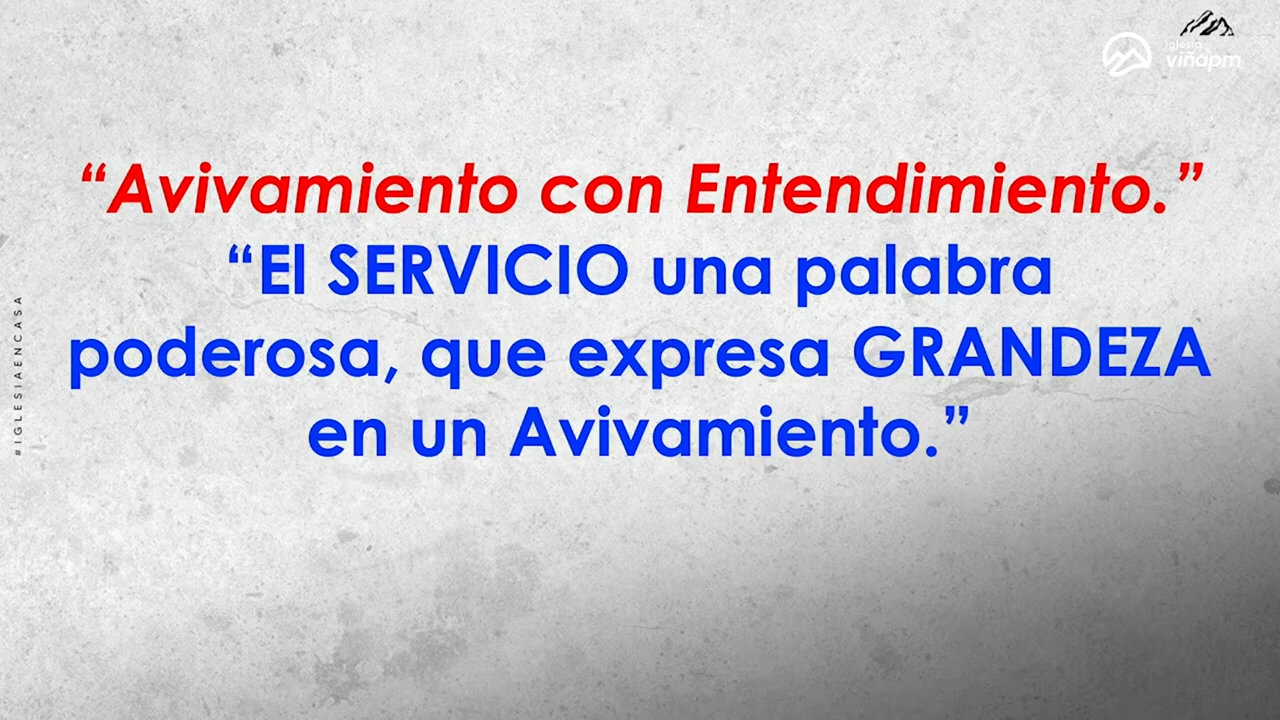 iglesia
viñapm
“Avivamiento con Entendimiento.”
“El SERVICIO una palabra
poderosa, que expresa GRANDEZA
en un Avivamiento.”
#IGLESIAENCASA